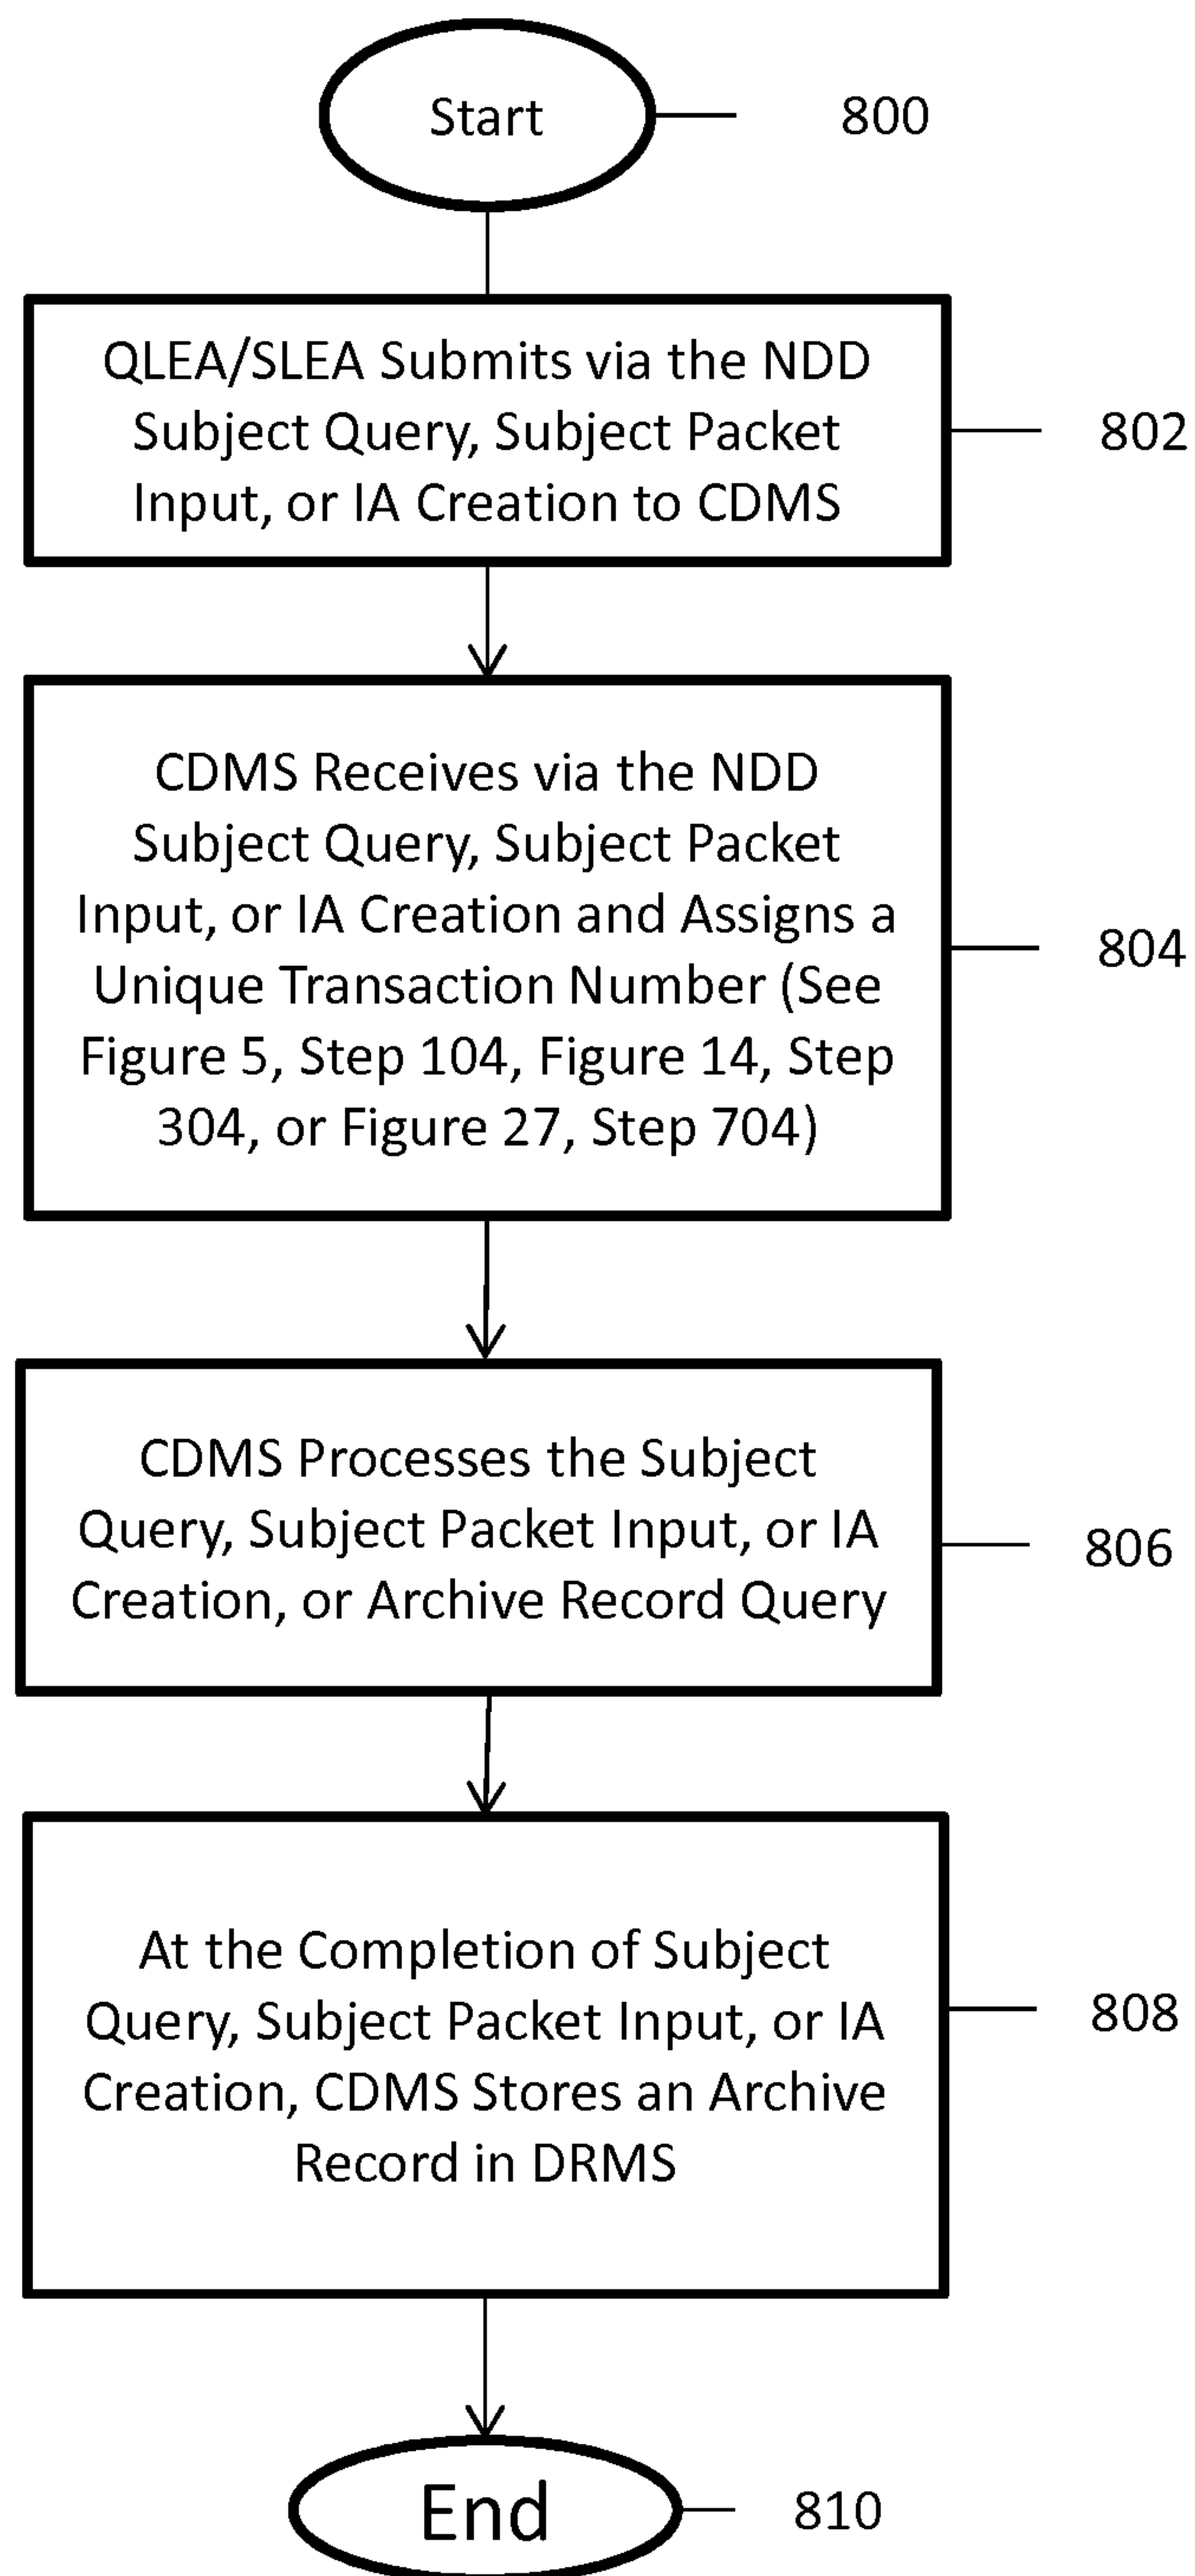 Start
800
QLEA/SLEA Submits via the NDD
Subject Query, Subject Packet
Input, or IA Creation to CDMS
802
CDMS Receives via the NDD
Subject Query, Subject Packet
Input, or IA Creation and Assigns a
Unique Transaction Number (See
Figure 5, Step 104, Figure 14, Step
304, or Figure 27, Step 704)
804
CDMS Processes the Subject
Query, Subject Packet Input, or IA
Creation, or Archive Record Query
806
At the Completion of Subject
Query, Subject Packet Input, or IA
Creation, CDMS Stores an Archive
Record in DRMS
808
End
810